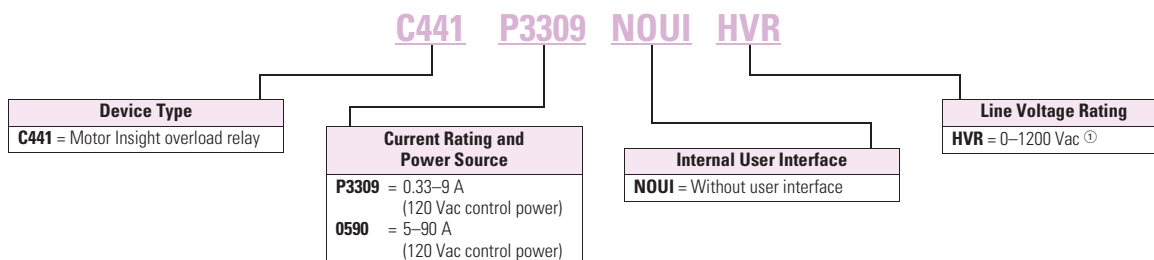 C441 P3309 NOUI HVR
Device Type
C441 = Motor Insight overload relay
Current Rating and
Power Source
P3309 = 0.33–9 A
(120 Vac control power)
0590 = 5–90 A
(120 Vac control power)
Internal User Interface
NOUI = Without user interface
Line Voltage Rating
HVR = 0–1200 Vac ①